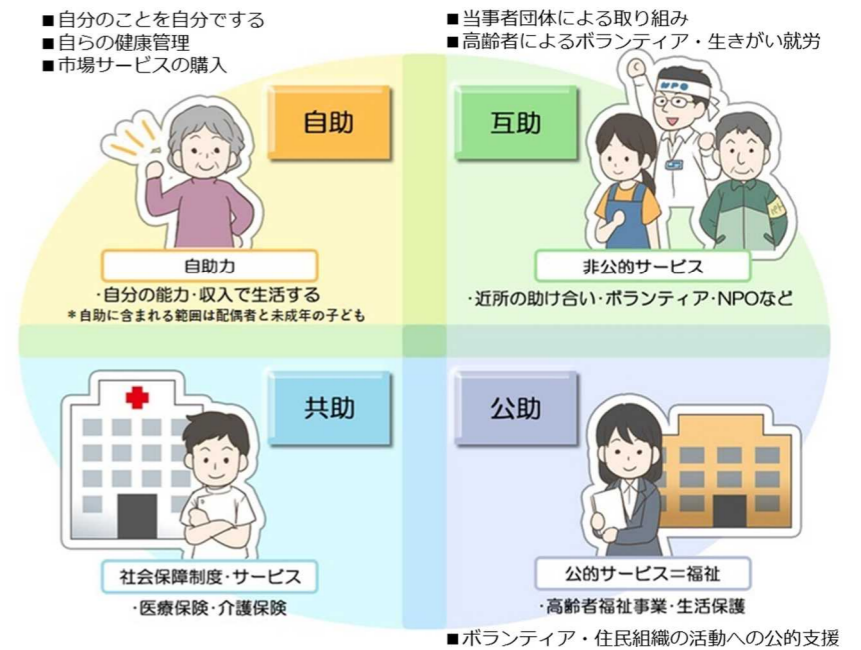 ■自分のことを自分でする
■自らの健康管理
■市場サービスの購入
■当事者団体による取り組み
■高齢者によるボランティア・生きがい就労
自助
互助
NPO
自助力
・自分の能力・収入で生活する
＊自助に含まれる範囲は配偶者と未成年の子ども
非公的サービス
・近所の助け合い・ボランティア・NPOなど
共助
公助
社会保障制度・サービス
・医療保険・介護保険
公的サービス＝福祉
・高齢者福祉事業・生活保護
■ボランティア・住民組織の活動への公的支援